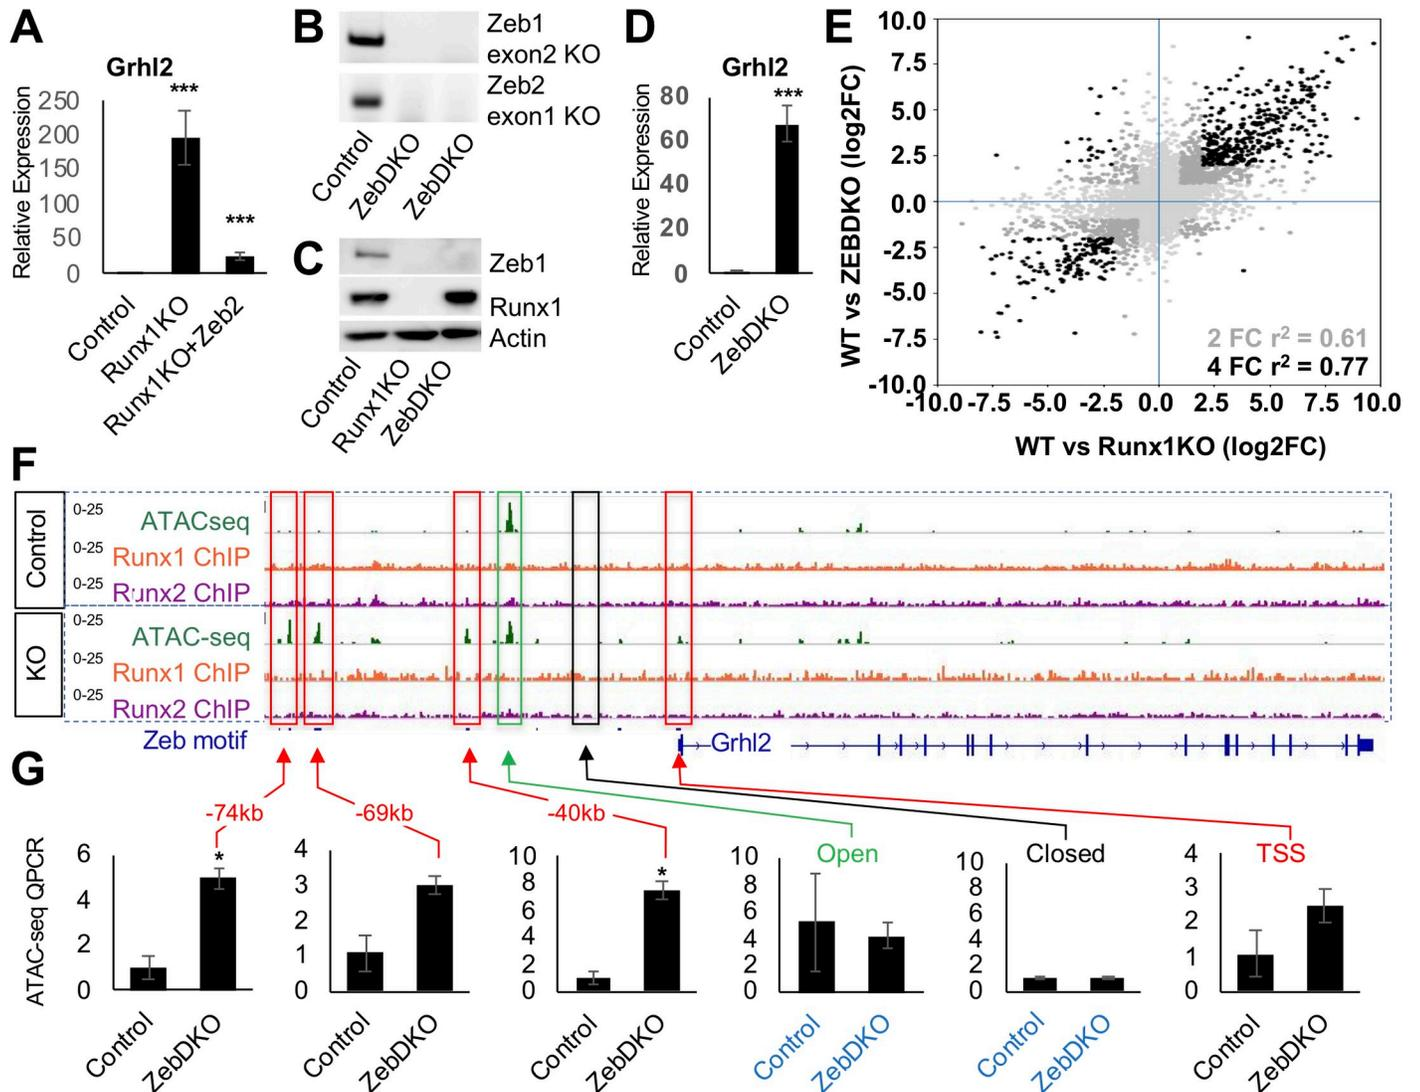 A
Grhl2
Relative Expression
250
200
150
100
50
0
***
***
Control
Runx1KO
Runx1KO+Zeb2
B
Zeb1
exon2 KO
Zeb2
exon1 KO
Control
ZebDKO
ZebDKO
C
Zeb1
Runx1
Actin
Control
Runx1KO
ZebDKO
D
Grhl2
Relative Expression
80
60
40
20
0
***
Control
ZebDKO
E
WT vs ZEBDKO (log2FC)
10.0
7.5
5.0
2.5
0.0
-2.5
-5.0
-7.5
-10.0
2 FC r² = 0.61
4 FC r² = 0.77
-10.0 -7.5 -5.0 -2.5 0.0 2.5 5.0 7.5 10.0
WT vs Runx1KO (log2FC)
F
Control
0-25 ATACseq
0-25 Runx1 ChIP
0-25 Runx2 ChIP
KO
0-25 ATAC-seq
0-25 Runx1 ChIP
0-25 Runx2 ChIP
Zeb motif
Grhl2
G
ATAC-seq QPCR
-74kb
6
4
2
0
*
Control
ZebDKO
-69kb
4
3
2
1
0
Control
ZebDKO
-40kb
10
8
6
4
2
0
*
Control
ZebDKO
Open
10
8
6
4
2
0
Control
ZebDKO
Closed
10
8
6
4
2
0
Control
ZebDKO
TSS
4
3
2
1
0
Control
ZebDKO